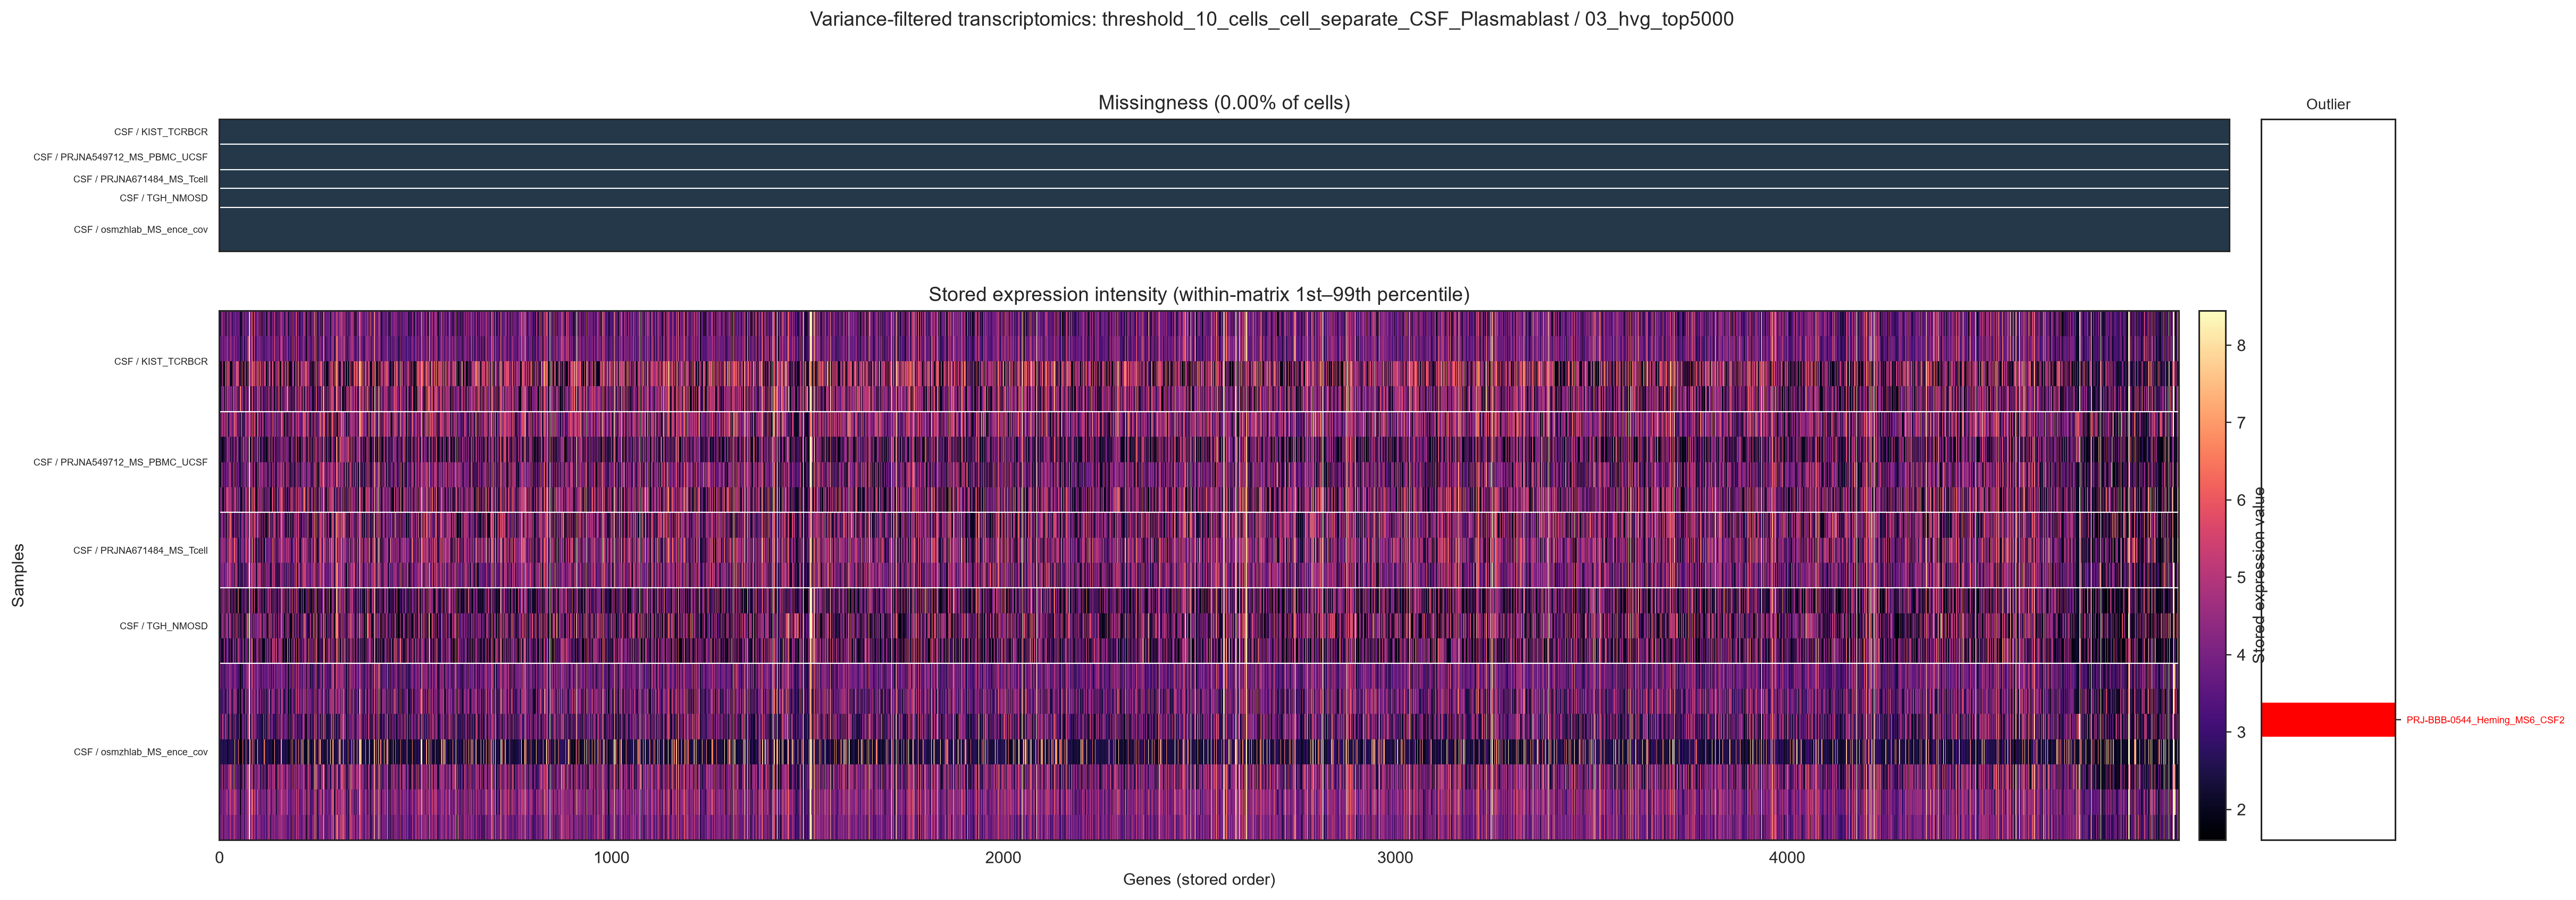 Variance-filtered transcriptomics: threshold_10_cells_cell_separate_CSF_Plasmablast / 03_hvg_top5000
Missingness (0.00% of cells)
Outlier
CSF / KIST_TCRBCR
CSF / PRJNA549712_MS_PBMC_UCSF
CSF / PRJNA671484_MS_Tcell
CSF / TGH_NMOSD
CSF / osmzhlab_MS_ence_cov
Stored expression intensity (within-matrix 1st–99th percentile)
Samples
CSF / KIST_TCRBCR
CSF / PRJNA549712_MS_PBMC_UCSF
CSF / PRJNA671484_MS_Tcell
CSF / TGH_NMOSD
CSF / osmzhlab_MS_ence_cov
8
7
6
5
4
3
2
Stored expression value
PRJ-BBB-0544_Heming_MS6_CSF2
0 1000 2000 3000 4000
Genes (stored order)